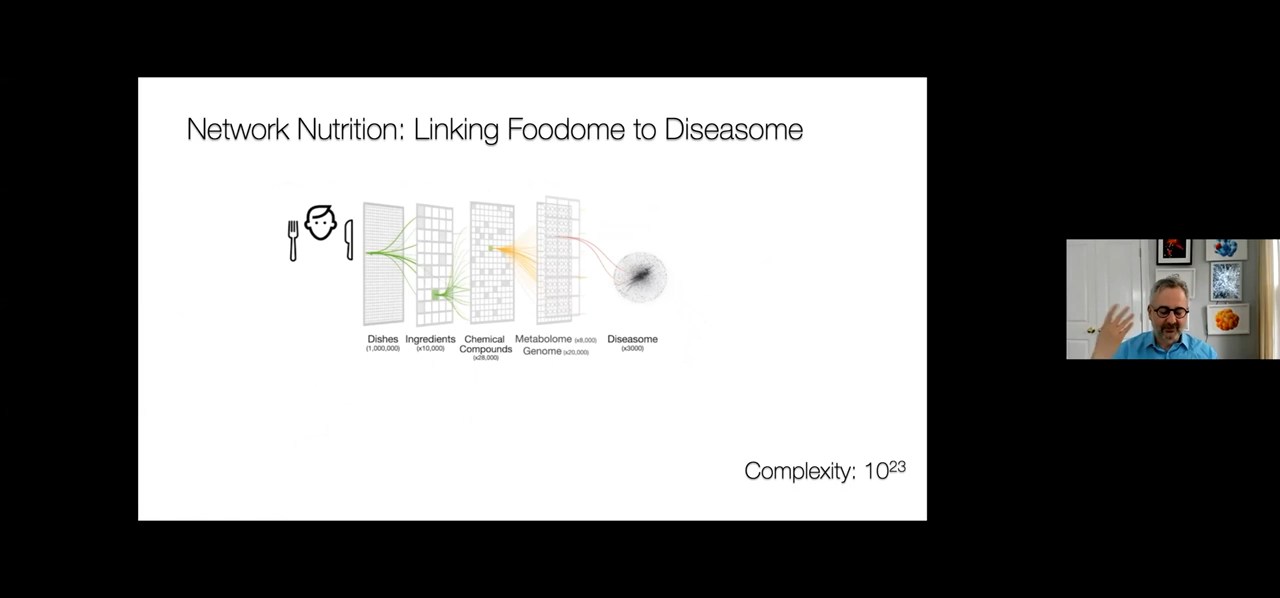 Network Nutrition: Linking Foodome to Diseasome
Dishes
(1,000,000)
Ingredients
(x10,000)
Chemical
Compounds
(x28,000)
Metabolome (x8,000)
Genome (x20,000)
Diseasome
(x3000)
Complexity: 10²³